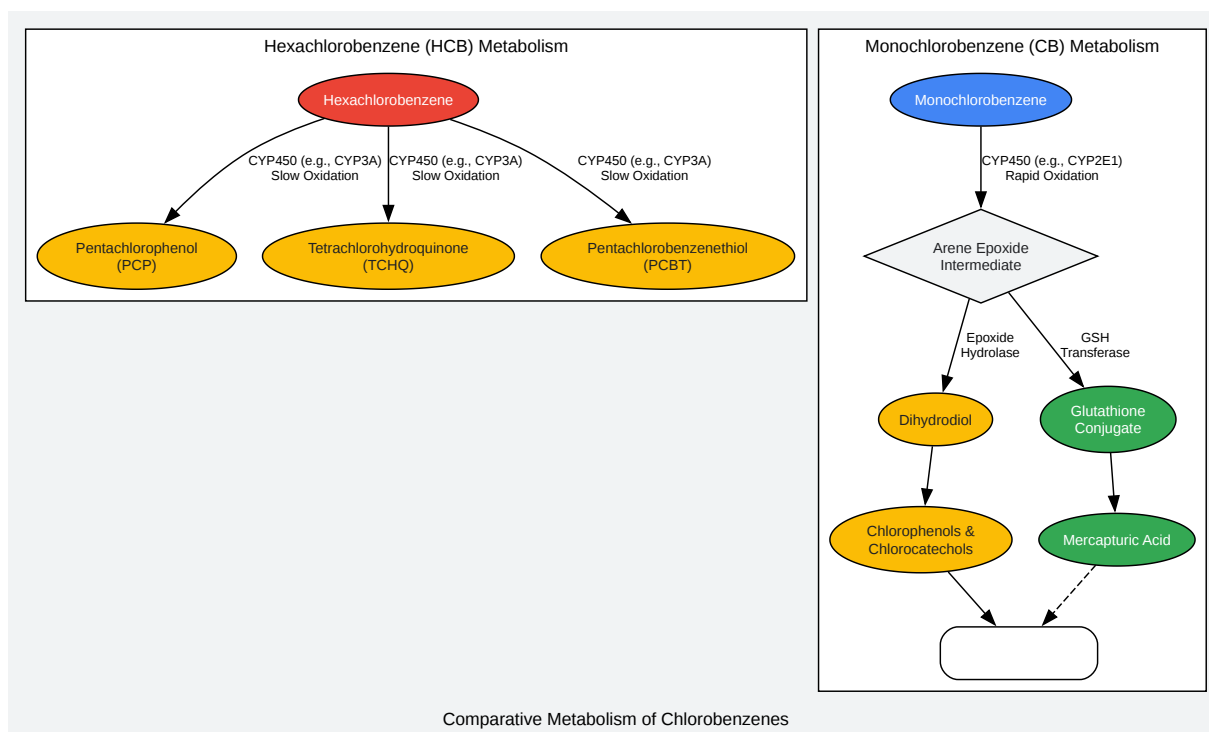 Hexachlorobenzene (HCB) Metabolism
Hexachlorobenzene
CYP450 (e.g., CYP3A)
Slow Oxidation
CYP450 (e.g., CYP3A)
Slow Oxidation
CYP450 (e.g., CYP3A)
Slow Oxidation
Pentachlorophenol
(PCP)
Tetrachlorohydroquinone
(TCHQ)
Pentachlorobenzenethiol
(PCBT)
Monochlorobenzene (CB) Metabolism
Monochlorobenzene
CYP450 (e.g., CYP2E1)
Rapid Oxidation
Arene Epoxide
Intermediate
Epoxide
Hydrolase
GSH
Transferase
Dihydrodiol
Glutathione
Conjugate
Chlorophenols &
Chlorocatechols
Mercapturic Acid
Comparative Metabolism of Chlorobenzenes